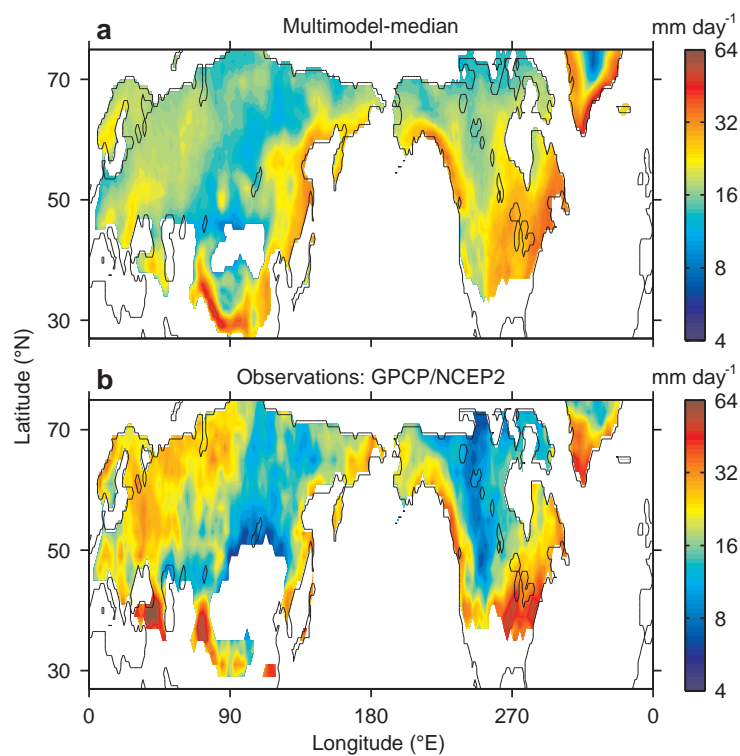 a
Multimodel-median
mm day-1
70
50
30
64
32
16
8
4
Latitude (°N)
b
Observations: GPCP/NCEP2
mm day-1
70
50
30
64
32
16
8
4
0
90
180
270
0
Longitude (°E)